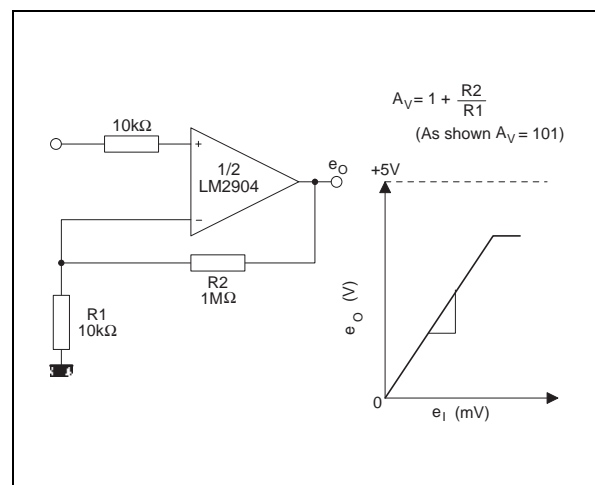 A_V = 1 + R2/R1
(As shown A_V = 101)
10kΩ
+
1/2
LM2904
e_O
−
R2
1MΩ
R1
10kΩ
+5V
e_O (V)
0
e_I (mV)